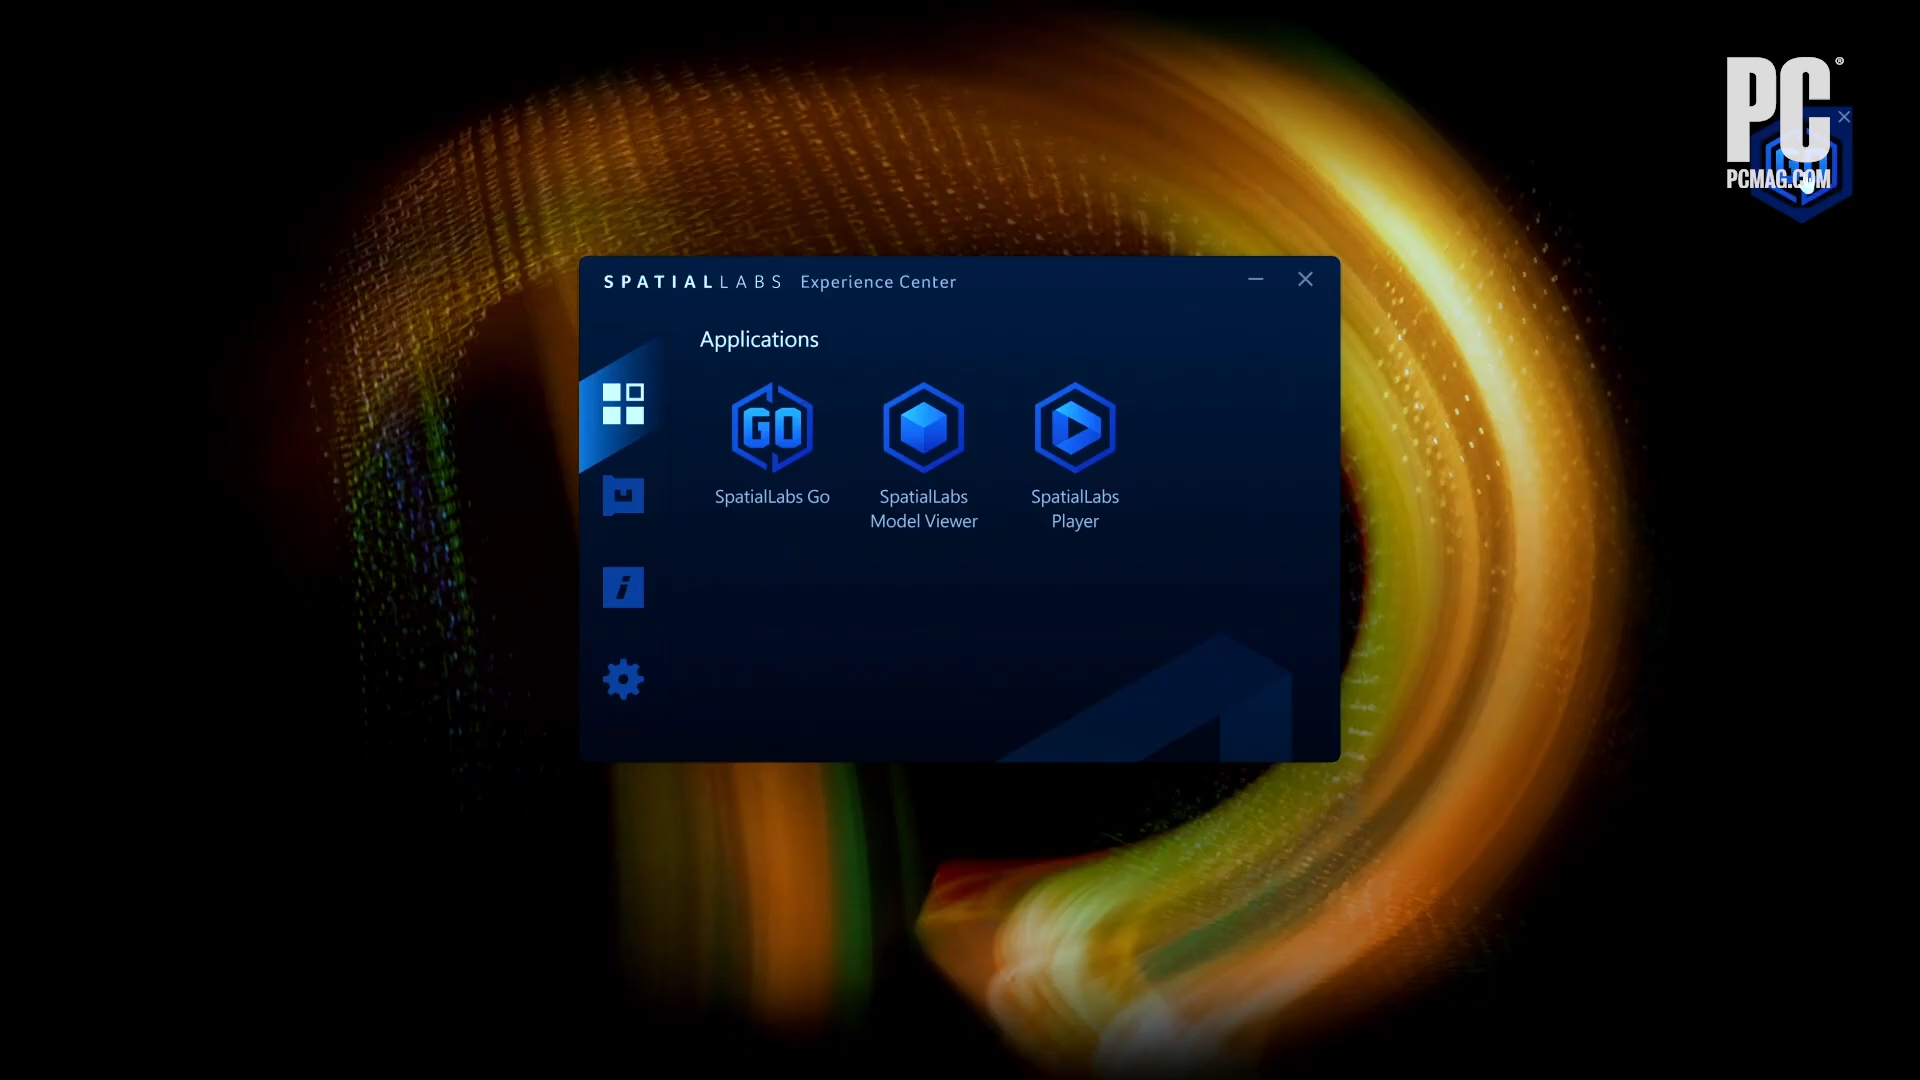 PC®
PCMAG.COM
SPATIALLABS Experience Center
Applications
GO
SpatialLabs Go
SpatialLabs
Model Viewer
SpatialLabs
Player